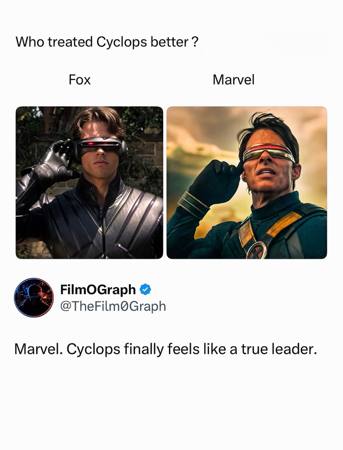 Who treated Cyclops better ?
Fox
Marvel
FilmOGraph
@TheFilm0Graph
Marvel. Cyclops finally feels like a true leader.